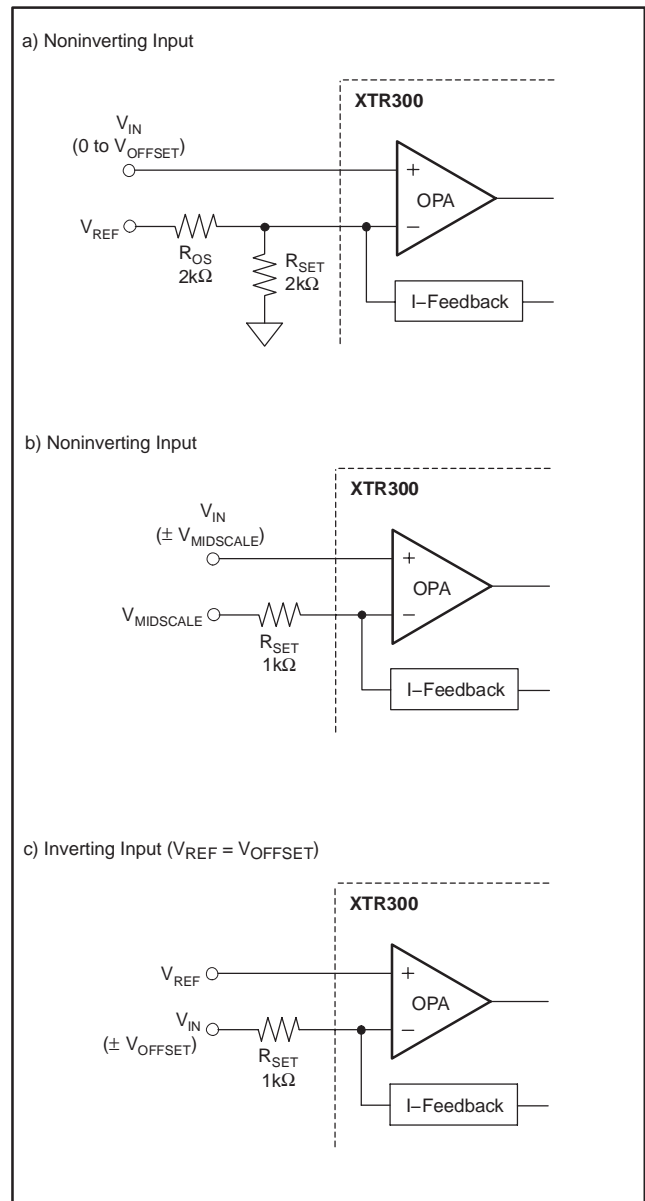 a) Noninverting Input
XTR300
V_IN
(0 to V_OFFSET)
+
OPA
V_REF
−
R_OS
2kΩ
R_SET
2kΩ
I−Feedback
b) Noninverting Input
XTR300
V_IN
(± V_MIDSCALE)
+
OPA
V_MIDSCALE
−
R_SET
1kΩ
I−Feedback
c) Inverting Input (V_REF = V_OFFSET)
XTR300
V_REF
+
OPA
V_IN
−
(± V_OFFSET)
R_SET
1kΩ
I−Feedback